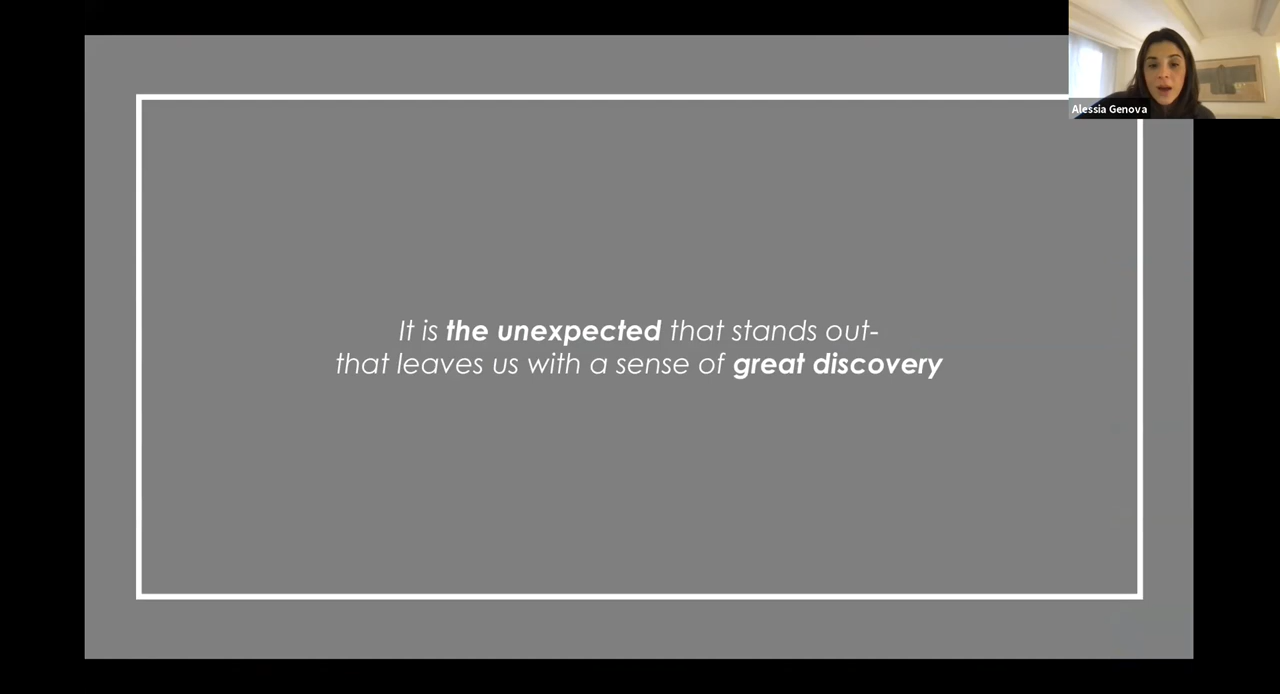 Alessia Genova
It is the unexpected that stands out-
that leaves us with a sense of great discovery